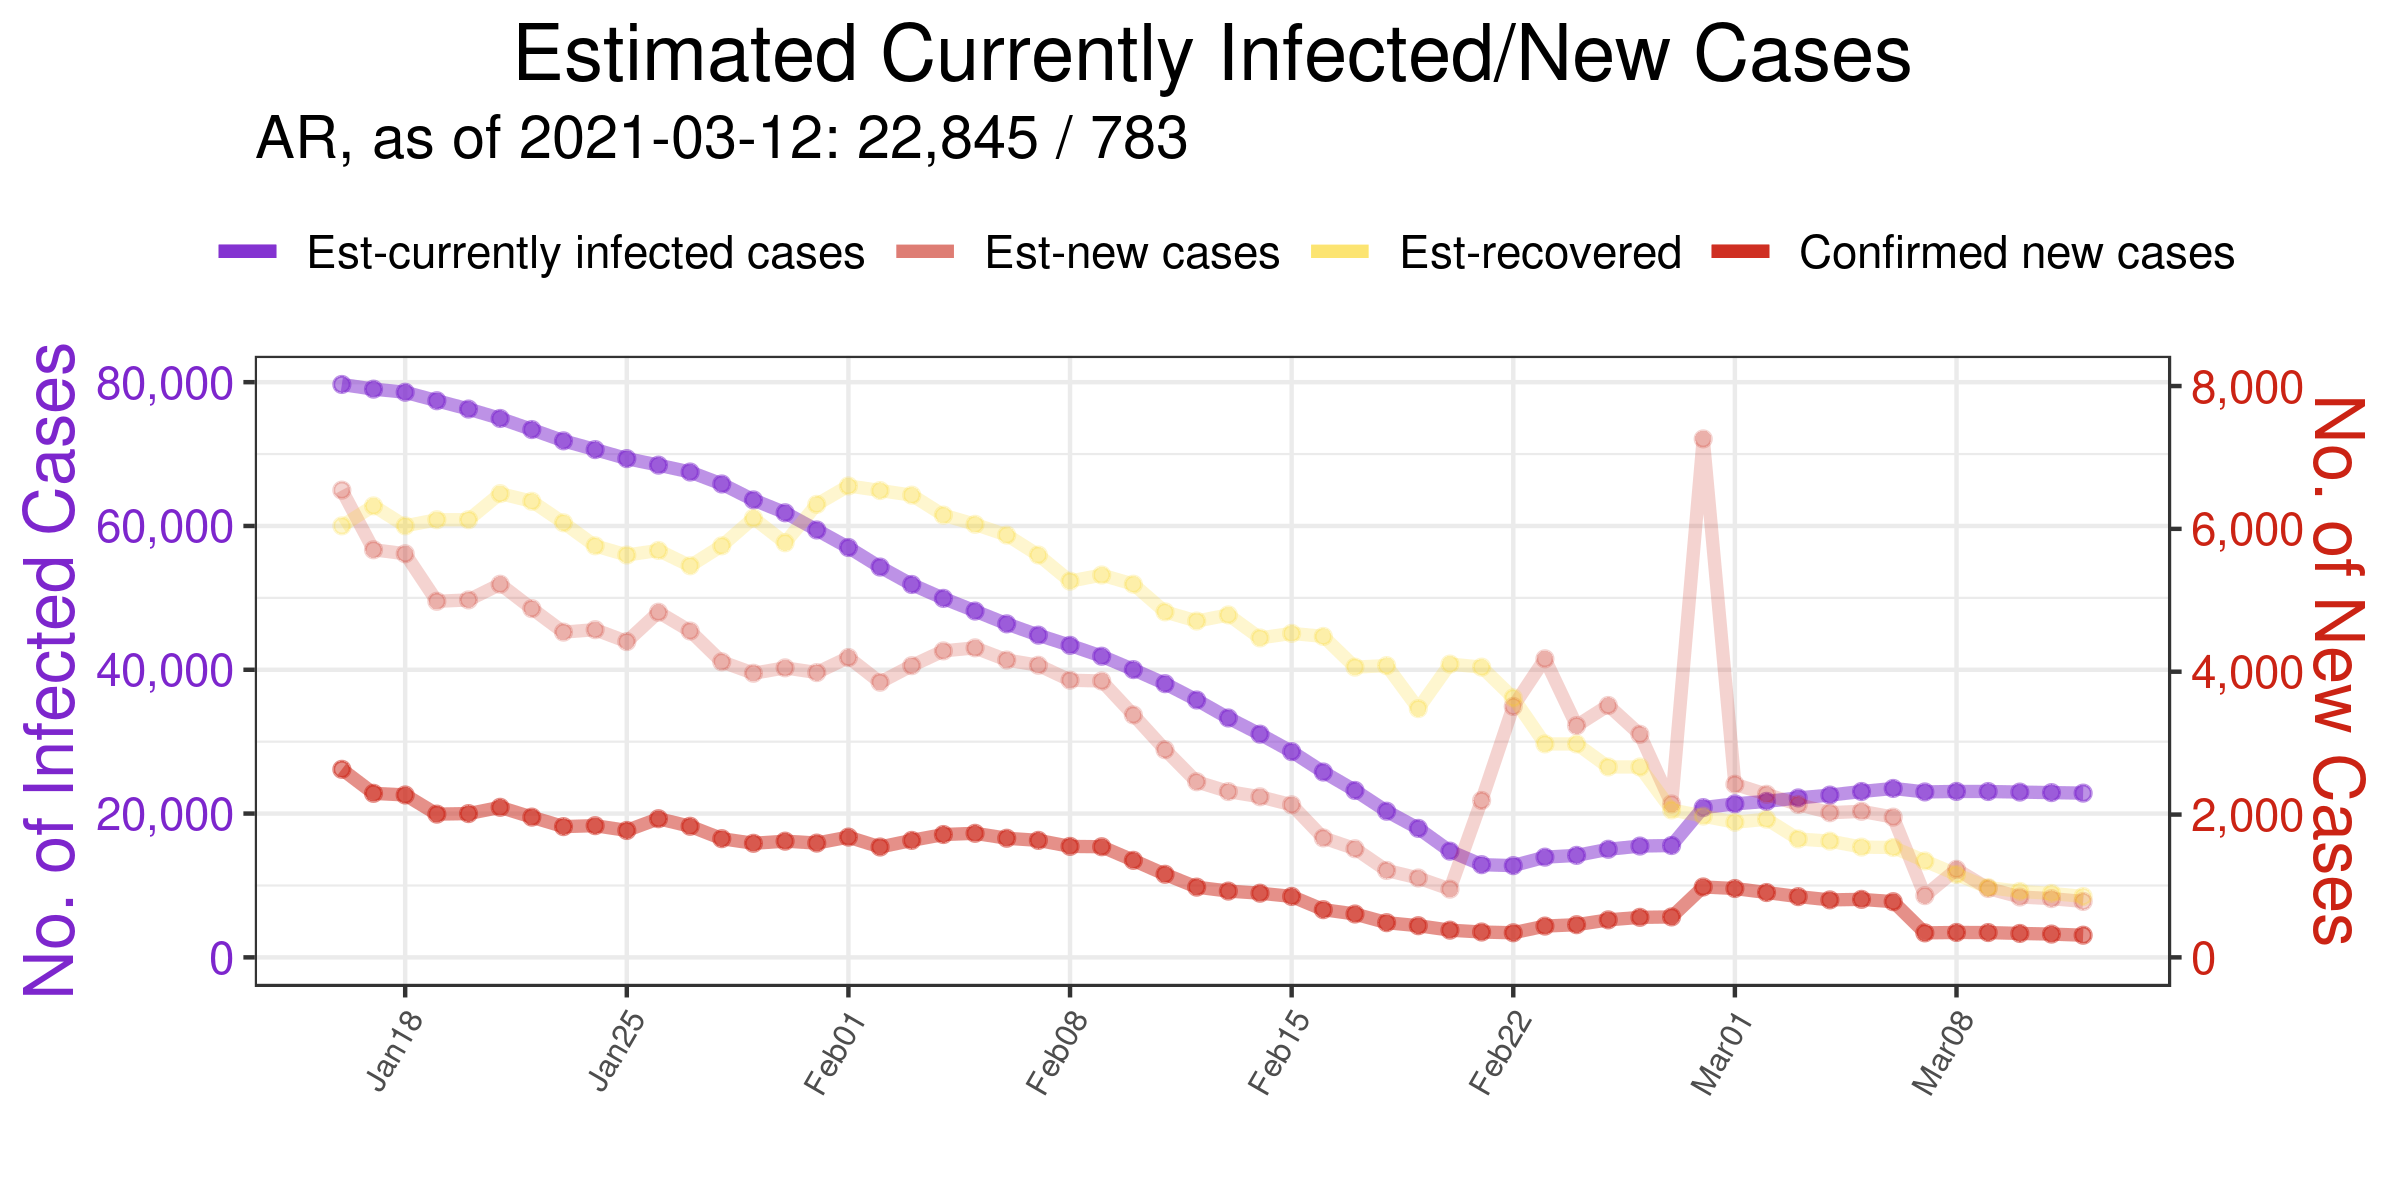 Estimated Currently Infected/New Cases
AR, as of 2021-03-12: 22,845 / 783
Est-currently infected cases Est-new cases Est-recovered Confirmed new cases
No. of Infected Cases
80,000
60,000
40,000
20,000
0
8,000
6,000
4,000
2,000
0
No. of New Cases
Jan18 Jan25 Feb01 Feb08 Feb15 Feb22 Mar01 Mar08